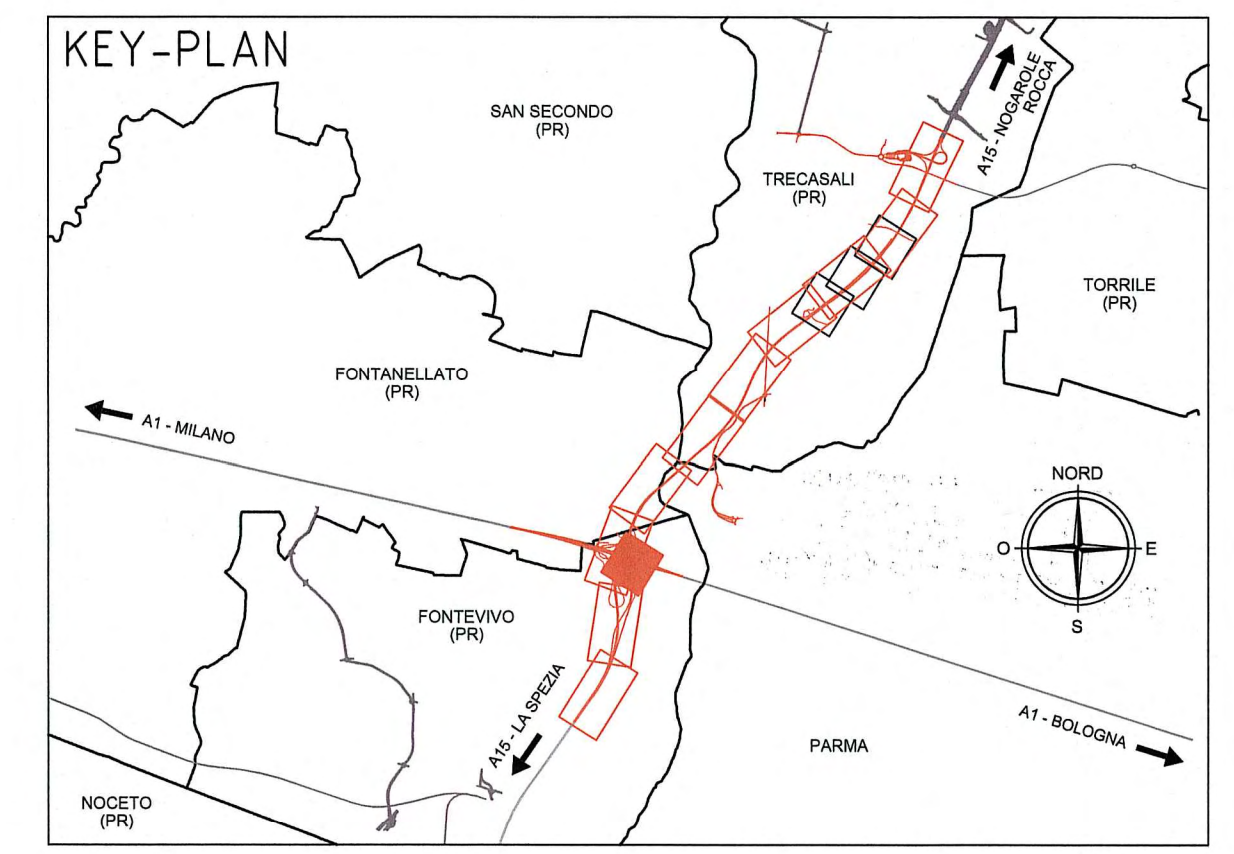 KEY-PLAN
SAN SECONDO
(PR)
A15 - NOGAROLE
ROCCA
TRECASALI
(PR)
TORRILE
(PR)
FONTANELLATO
(PR)
A1 - MILANO
NORD
O
E
S
FONTEVIVO
(PR)
A15 - LA SPEZIA
A1 - BOLOGNA
PARMA
NOCETO
(PR)